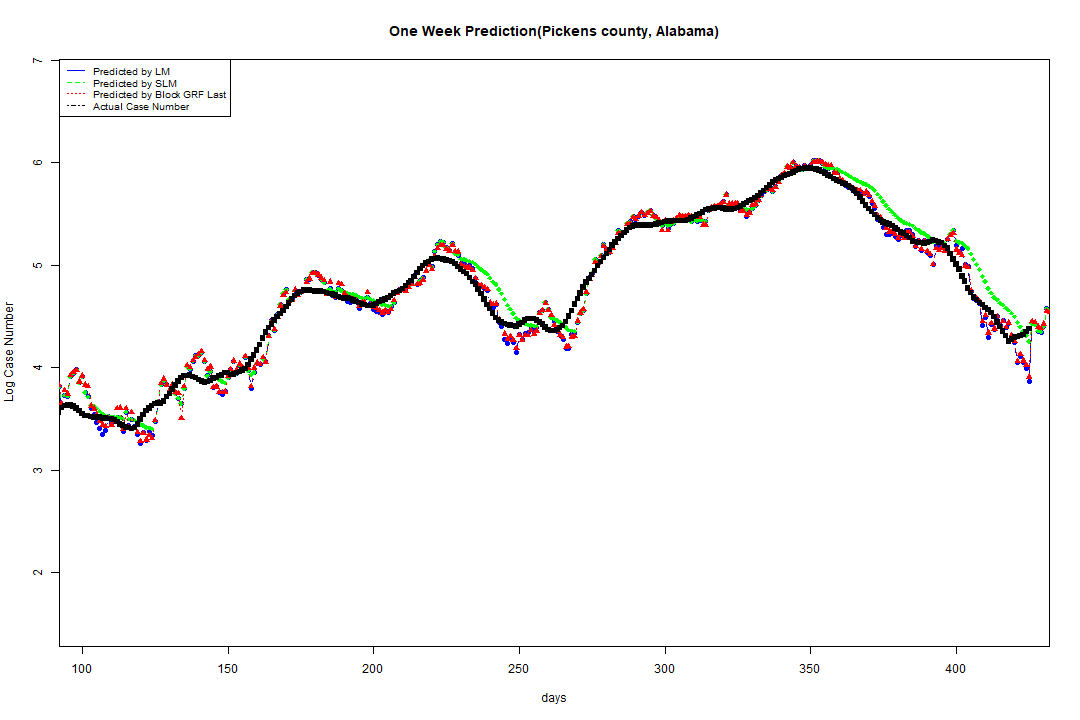 One Week Prediction(Pickens county, Alabama)
Predicted by LM
Predicted by SLM
Predicted by Block GRF Last
Actual Case Number
7
6
5
4
3
2
Log Case Number
100 150 200 250 300 350 400
days